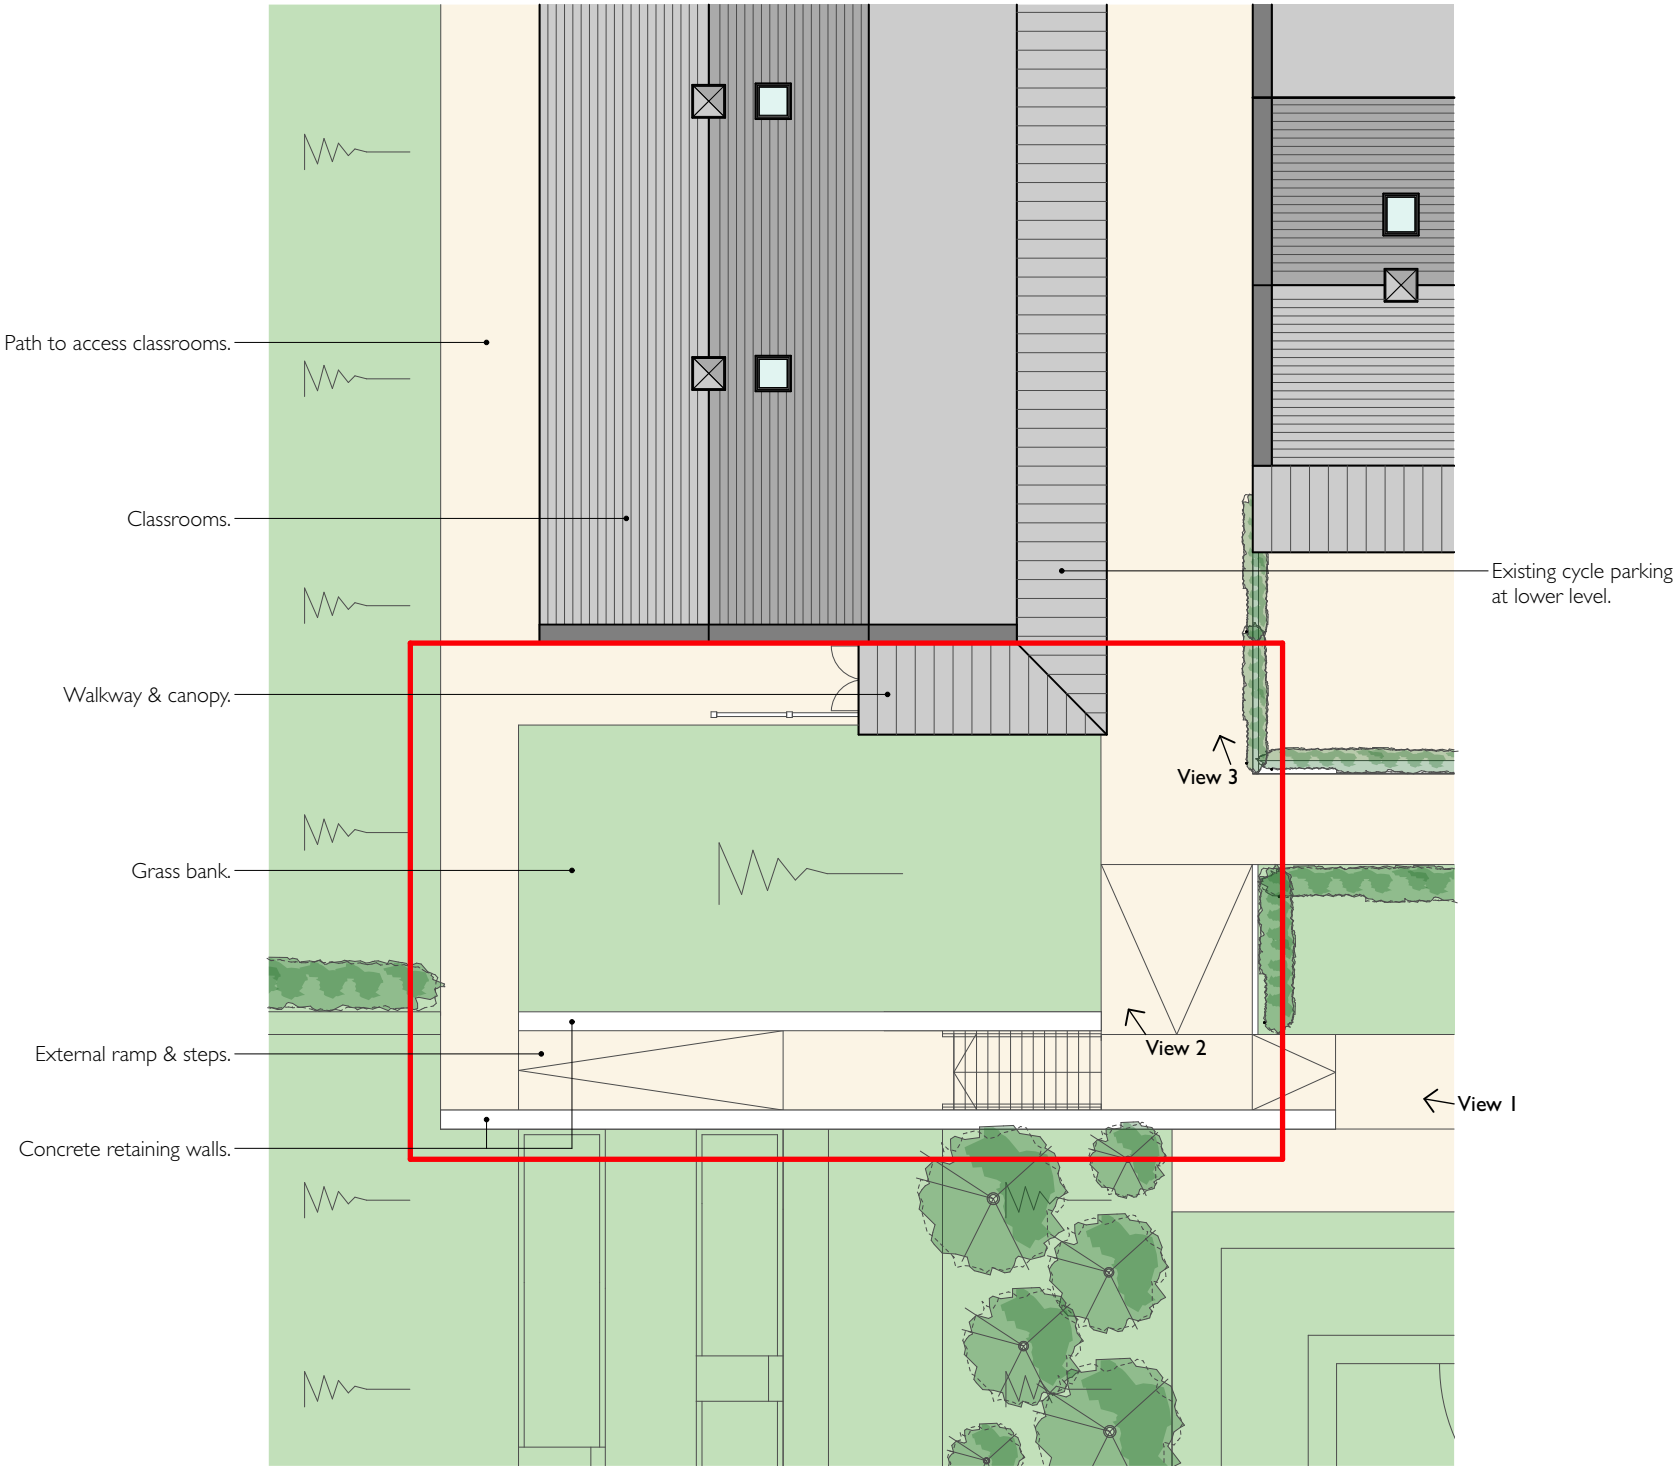 Path to access classrooms.
Classrooms.
Existing cycle parking
at lower level.
Walkway & canopy.
View 3
Grass bank.
View 2
External ramp & steps.
View 1
Concrete retaining walls.